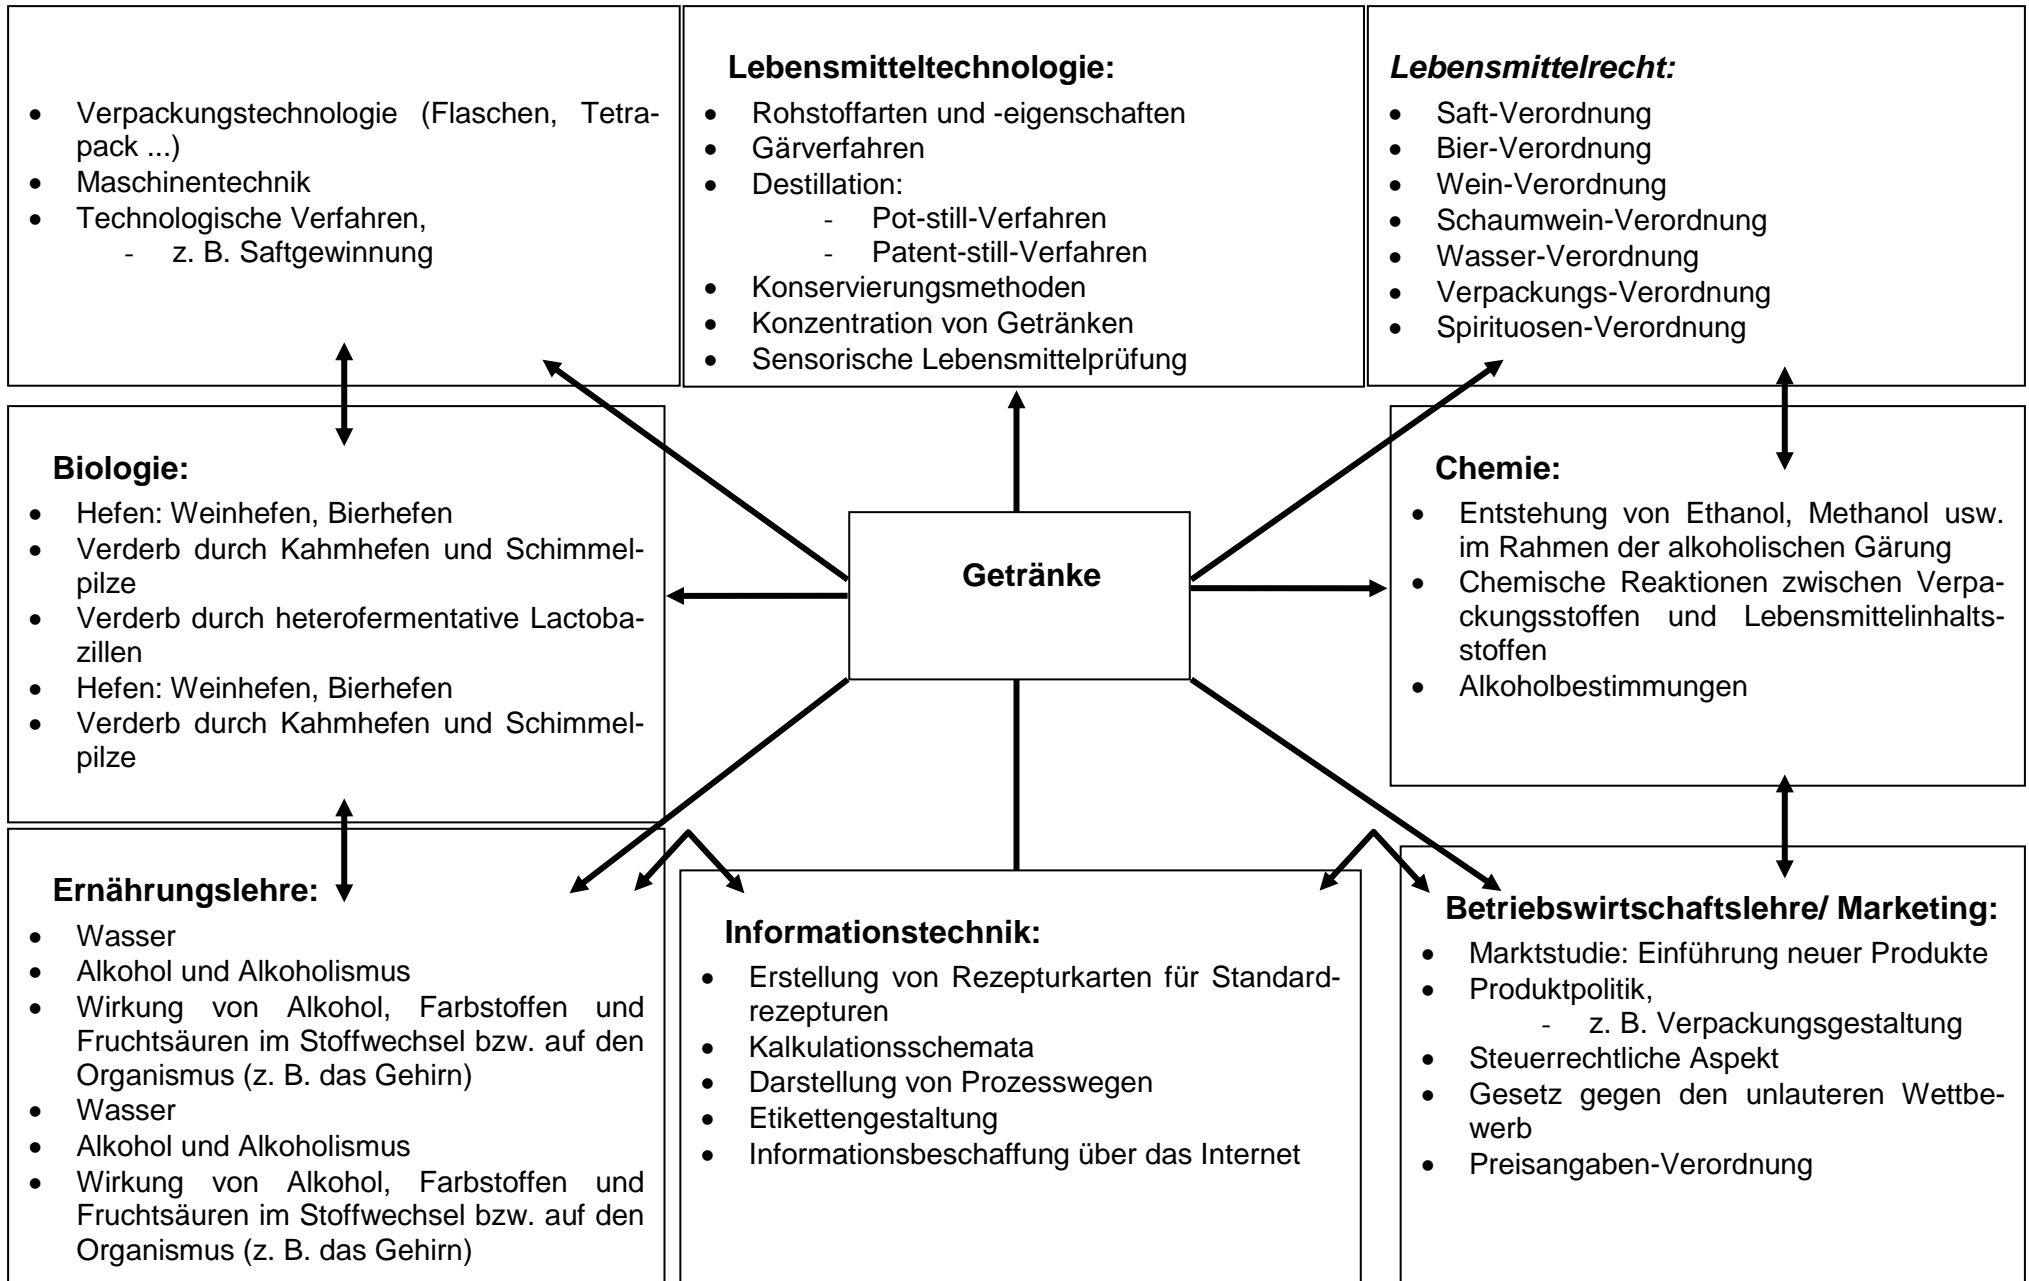 • Verpackungstechnologie (Flaschen, Tetra-
pack ...)
• Maschinentechnik
• Technologische Verfahren,
- z. B. Saftgewinnung
Lebensmitteltechnologie:
• Rohstoffarten und -eigenschaften
• Gärverfahren
• Destillation:
- Pot-still-Verfahren
- Patent-still-Verfahren
• Konservierungsmethoden
• Konzentration von Getränken
• Sensorische Lebensmittelprüfung
Lebensmittelrecht:
• Saft-Verordnung
• Bier-Verordnung
• Wein-Verordnung
• Schaumwein-Verordnung
• Wasser-Verordnung
• Verpackungs-Verordnung
• Spirituosen-Verordnung
Biologie:
• Hefen: Weinhefen, Bierhefen
• Verderb durch Kahmhefen und Schimmel-
pilze
• Verderb durch heterofermentative Lactoba-
zillen
• Hefen: Weinhefen, Bierhefen
• Verderb durch Kahmhefen und Schimmel-
pilze
Getränke
Chemie:
• Entstehung von Ethanol, Methanol usw.
im Rahmen der alkoholischen Gärung
• Chemische Reaktionen zwischen Verpa-
ckungsstoffen und Lebensmittelinhalts-
stoffen
• Alkoholbestimmungen
Ernährungslehre:
• Wasser
• Alkohol und Alkoholismus
• Wirkung von Alkohol, Farbstoffen und
Fruchtsäuren im Stoffwechsel bzw. auf den
Organismus (z. B. das Gehirn)
• Wasser
• Alkohol und Alkoholismus
• Wirkung von Alkohol, Farbstoffen und
Fruchtsäuren im Stoffwechsel bzw. auf den
Organismus (z. B. das Gehirn)
Informationstechnik:
• Erstellung von Rezepturkarten für Standard-
rezepturen
• Kalkulationsschemata
• Darstellung von Prozesswegen
• Etikettengestaltung
• Informationsbeschaffung über das Internet
Betriebswirtschaftslehre/ Marketing:
• Marktstudie: Einführung neuer Produkte
• Produktpolitik,
- z. B. Verpackungsgestaltung
• Steuerrechtliche Aspekt
• Gesetz gegen den unlauteren Wettbe-
werb
• Preisangaben-Verordnung